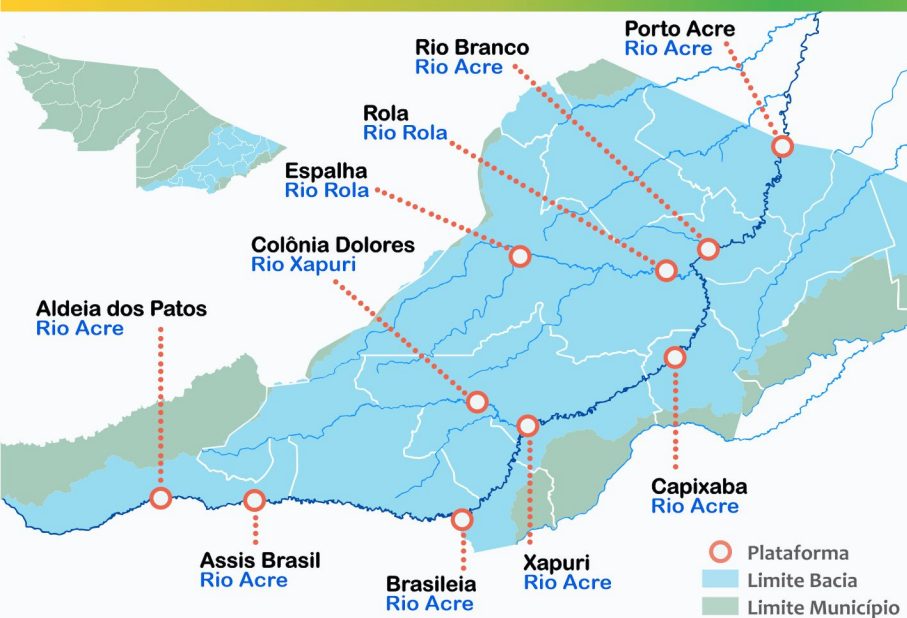 Porto Acre
Rio Acre
Rio Branco
Rio Acre
Rola
Rio Rola
Espalha
Rio Rola
Colônia Dolores
Rio Xapuri
Aldeia dos Patos
Rio Acre
Capixaba
Rio Acre
Assis Brasil
Rio Acre
Xapuri
Rio Acre
Brasileia
Rio Acre
Plataforma
Limite Bacia
Limite Município